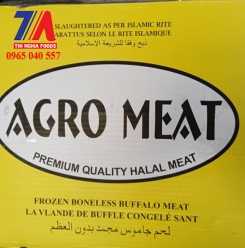 TIN NGHIA FOODS
0965 040 557
SLAUGHTERED AS PER ISLAMIC RITE
ABATTUS SELON LE RITE ISLAMIQUE
ذبح وفقا للشريعة الإسلامية
AGRO MEAT
PREMIUM QUALITY HALAL MEAT
FROZEN BONELESS BUFFALO MEAT
LA VLANDE DE BUFFLE CONGELÉ SANT
لحم جاموس مجمد بدون العظم